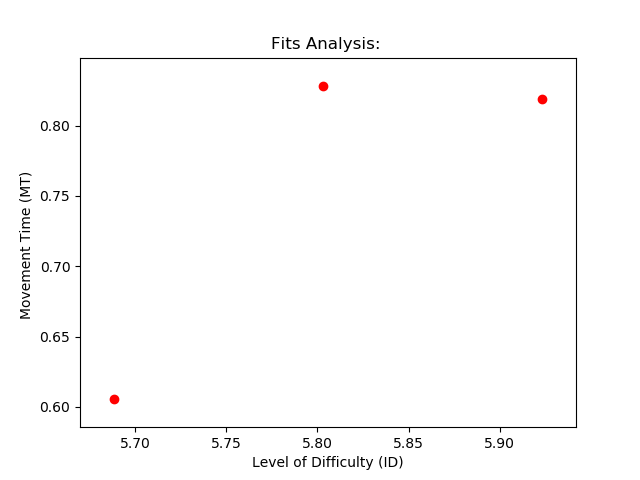 Fits Analysis:
0.80
0.75
0.70
0.65
0.60
Movement Time (MT)
5.70 5.75 5.80 5.85 5.90
Level of Difficulty (ID)